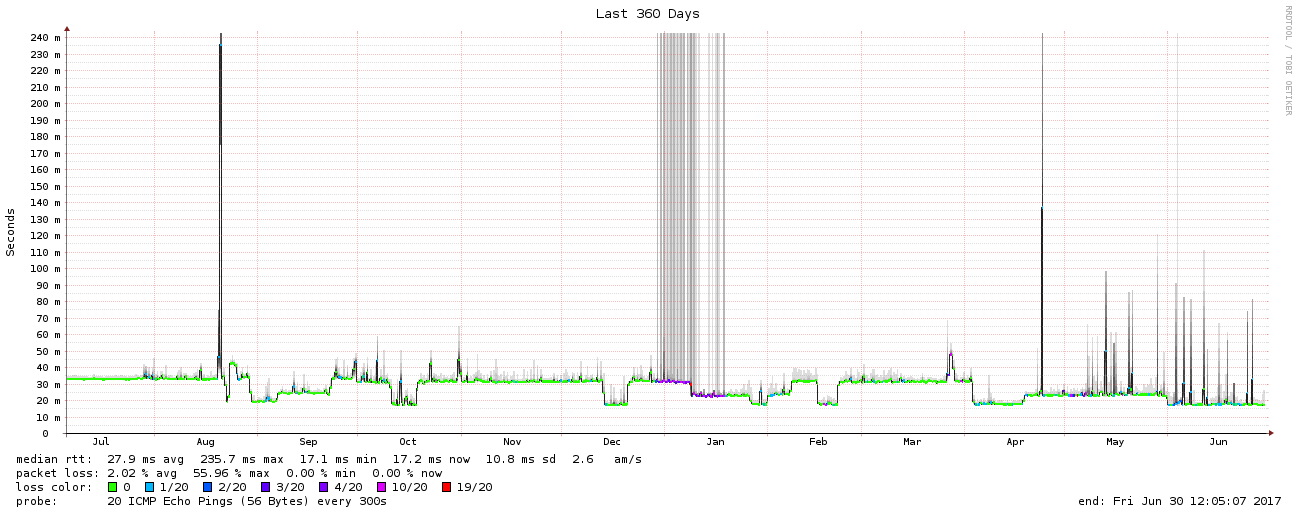 Last 360 Days
RRDTOOL / TOBI OETIKER
Seconds
240 m
230 m
220 m
210 m
200 m
190 m
180 m
170 m
160 m
150 m
140 m
130 m
120 m
110 m
100 m
90 m
80 m
70 m
60 m
50 m
40 m
30 m
20 m
10 m
0
Jul Aug Sep Oct Nov Dec Jan Feb Mar Apr May Jun
median rtt: 27.9 ms avg 235.7 ms max 17.1 ms min 17.2 ms now 10.8 ms sd 2.6 am/s
packet loss: 2.02 % avg 55.96 % max 0.00 % min 0.00 % now
loss color: 0 1/20 2/20 3/20 4/20 10/20 19/20
probe: 20 ICMP Echo Pings (56 Bytes) every 300s end: Fri Jun 30 12:05:07 2017